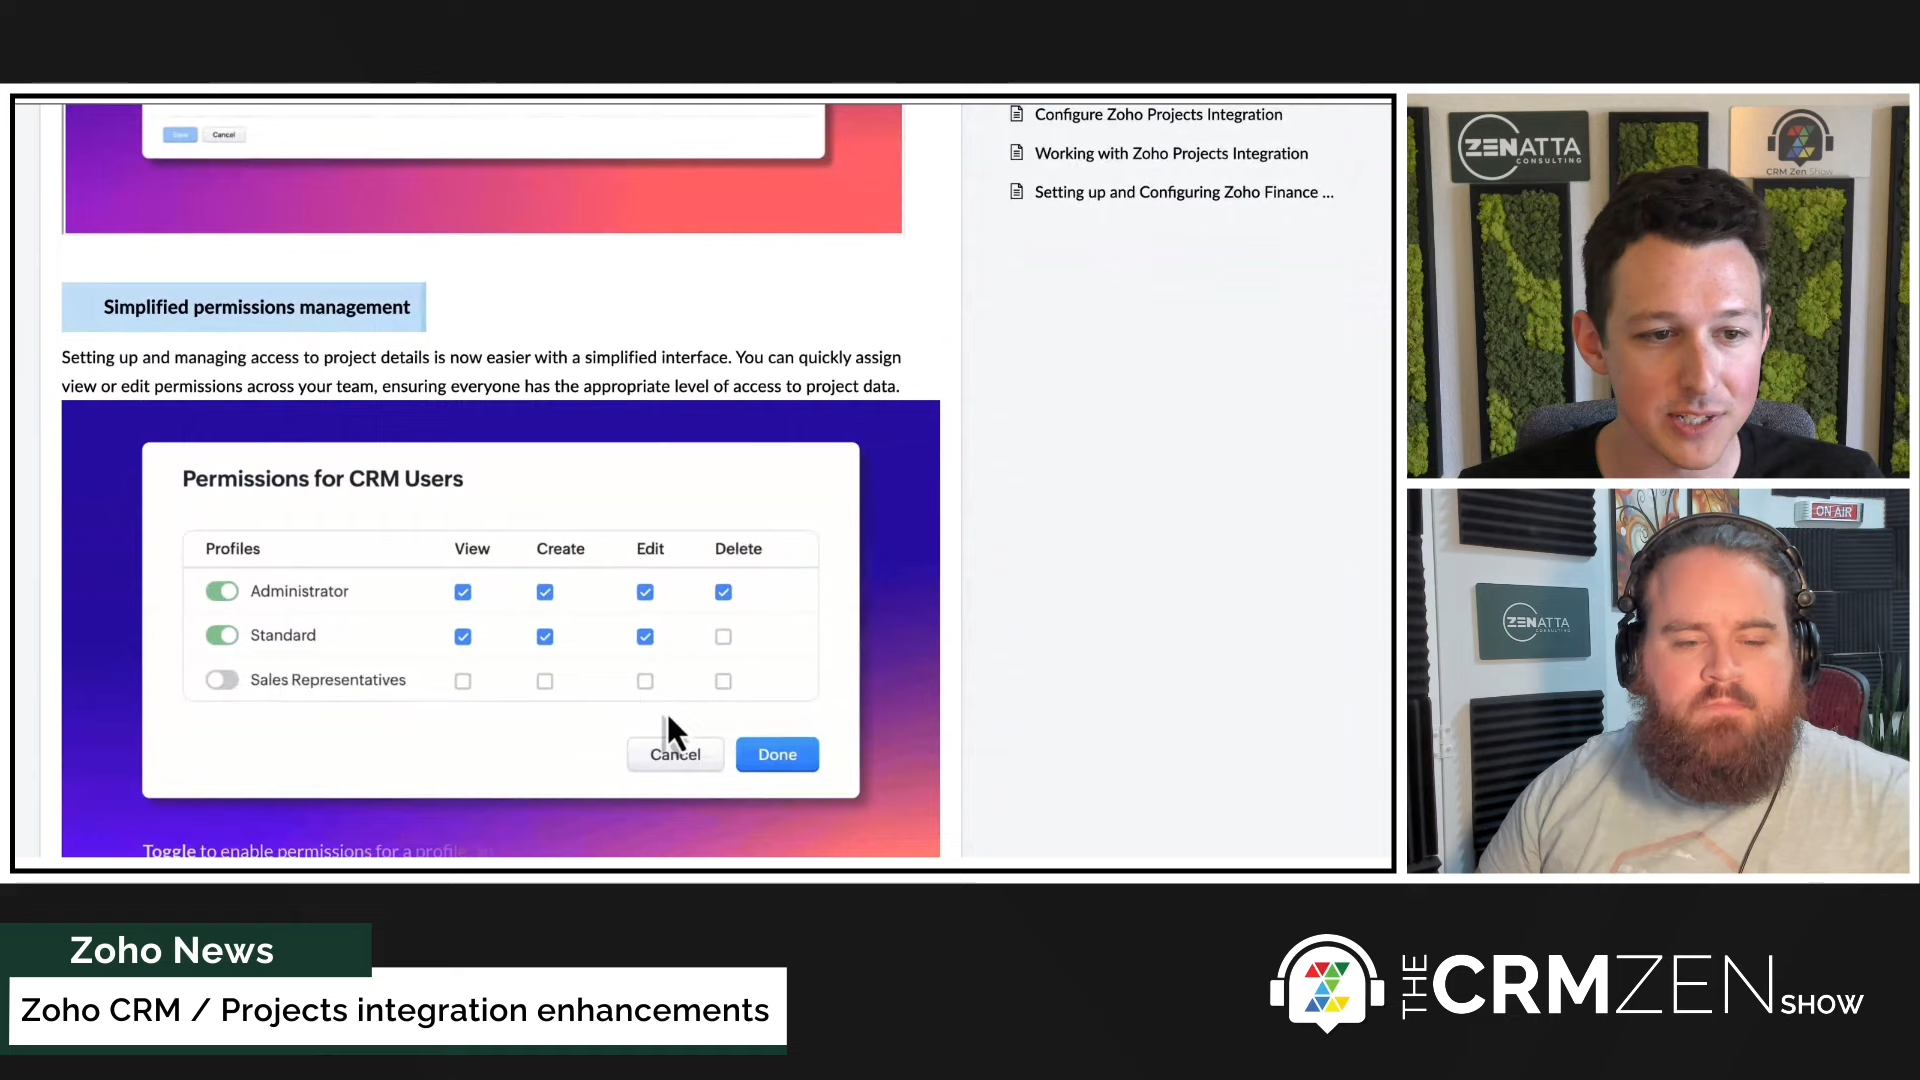 Cancel
Configure Zoho Projects Integration
Working with Zoho Projects Integration
Setting up and Configuring Zoho Finance ...
Simplified permissions management
Setting up and managing access to project details is now easier with a simplified interface. You can quickly assign
view or edit permissions across your team, ensuring everyone has the appropriate level of access to project data.
Permissions for CRM Users
Profiles View Create Edit Delete
Administrator
Standard
Sales Representatives
Cancel Done
Toggle to enable permissions for a profile
ZENATTA
CONSULTING
CRM Zen Show
ON AIR
ZENATTA
CONSULTING
Zoho News
Zoho CRM / Projects integration enhancements
THE CRMZEN SHOW